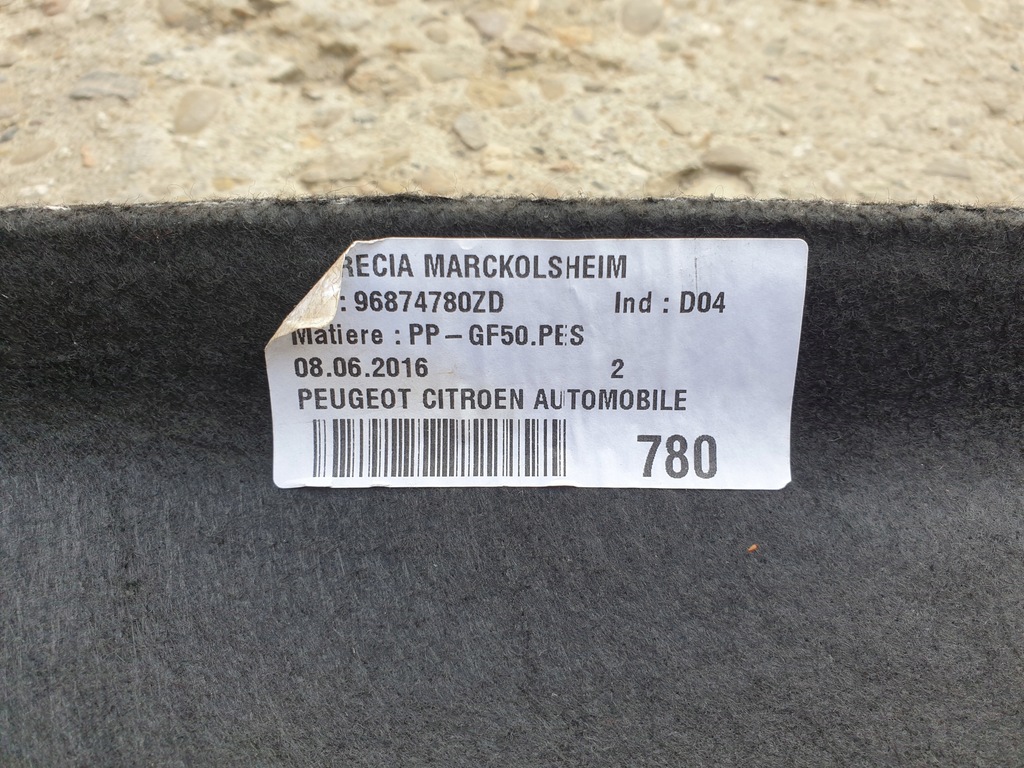 RECIA MARCKOLSHEIM
: 96874780ZD Ind : D04
Matiere : PP-GF50.PES
08.06.2016 2
PEUGEOT CITROEN AUTOMOBILE
780